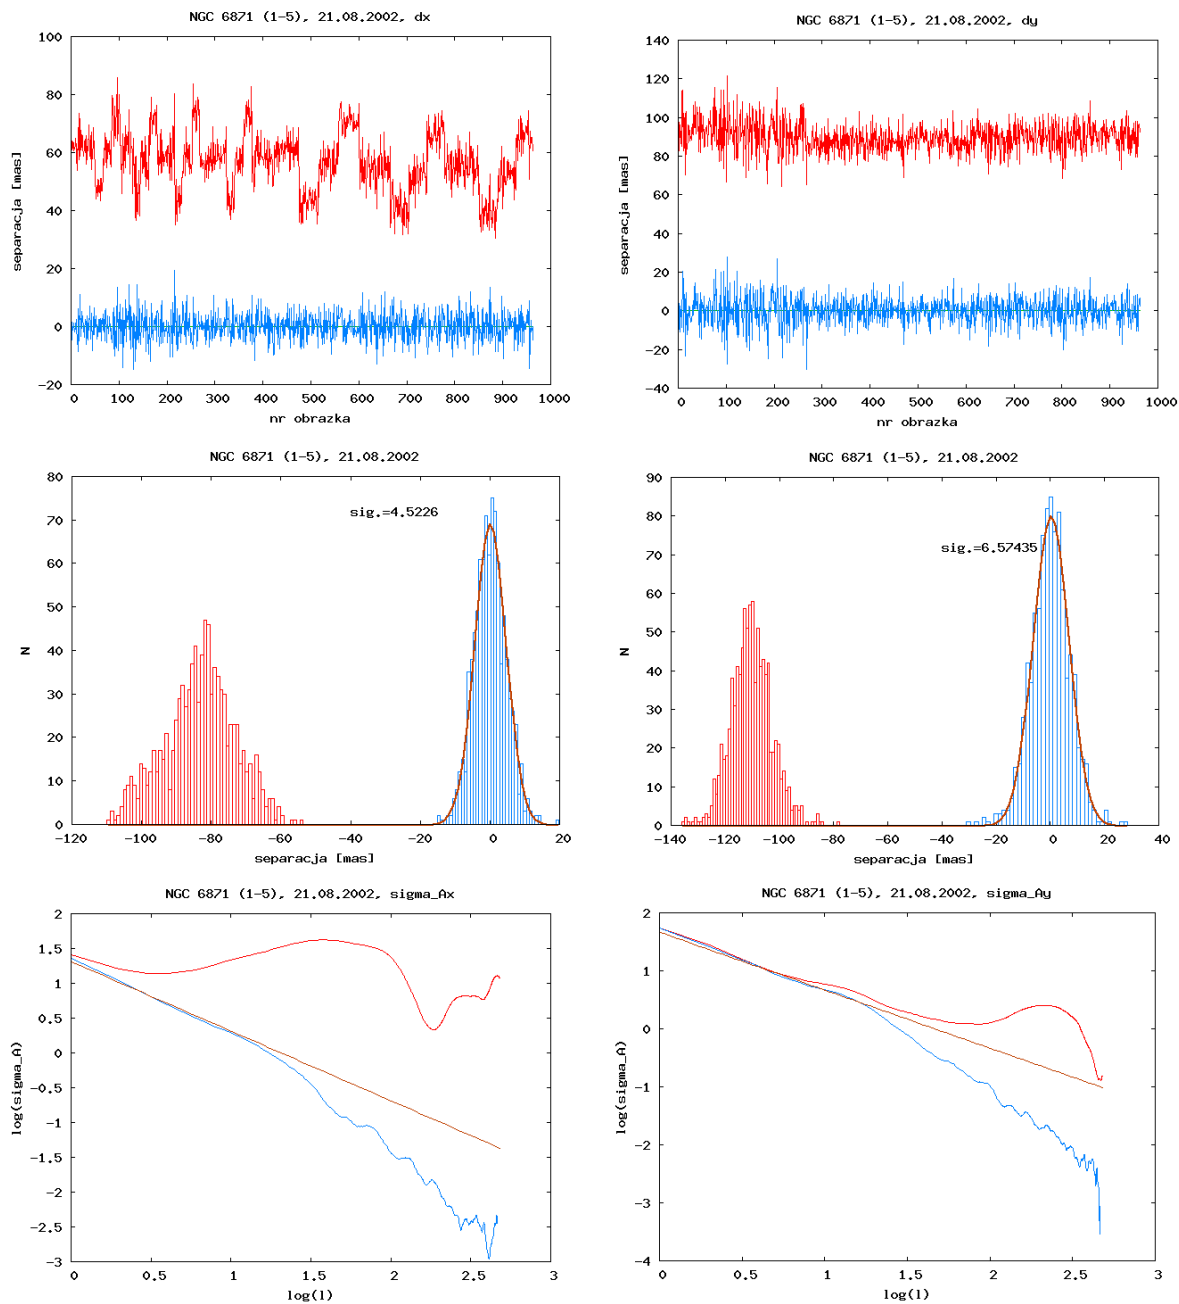 NGC 6871 (1-5), 21.08.2002, dx
100
80
60
40
20
0
-20
separacja [mas]
0 100 200 300 400 500 600 700 800 900 1000
nr obrazka
NGC 6871 (1-5), 21.08.2002, dy
140
120
100
80
60
40
20
0
-20
-40
separacja [mas]
0 100 200 300 400 500 600 700 800 900 1000
nr obrazka
NGC 6871 (1-5), 21.08.2002
80
70
60
50
40
30
20
10
0
N
sig.=4.5226
-120 -100 -80 -60 -40 -20 0 20
separacja [mas]
NGC 6871 (1-5), 21.08.2002
90
80
70
60
50
40
30
20
10
0
N
sig.=6.57435
-140 -120 -100 -80 -60 -40 -20 0 20 40
separacja [mas]
NGC 6871 (1-5), 21.08.2002, sigma_Ax
2
1.5
1
0.5
0
-0.5
-1
-1.5
-2
-2.5
-3
log(sigma_A)
0 0.5 1 1.5 2 2.5 3
log(l)
NGC 6871 (1-5), 21.08.2002, sigma_Ay
2
1
0
-1
-2
-3
-4
log(sigma_A)
0 0.5 1 1.5 2 2.5 3
log(l)